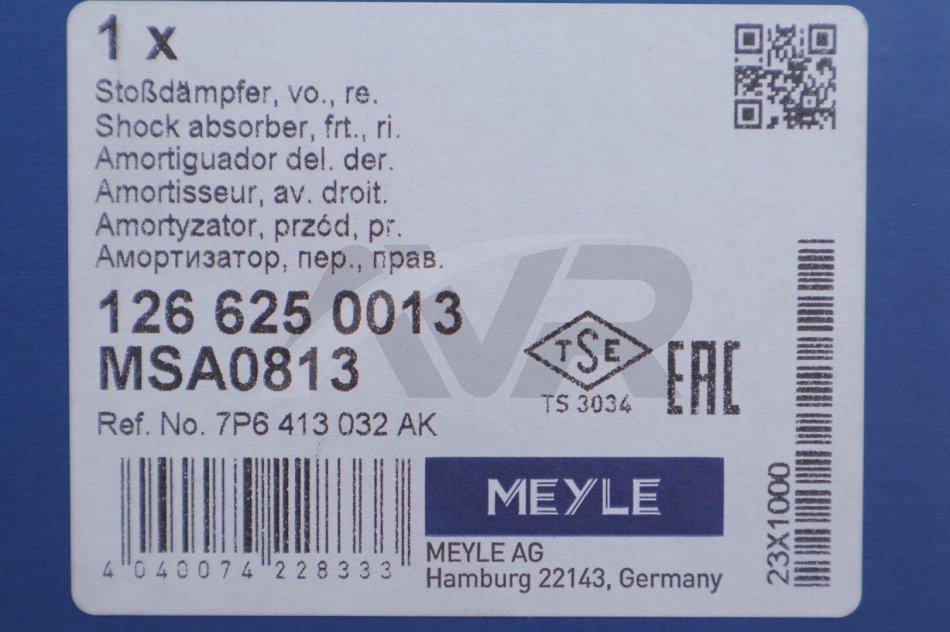 1 x
Stoßdämpfer, vo., re.
Shock absorber, frt., ri.
Amortiguador del. der.
Amortisseur, av. droit.
Amortyzator, przód, pr.
Амортизатор, пер., прав.
126 625 0013
MSA0813
Ref. No. 7P6 413 032 AK
TSE
TS 3034
EAC
4 040074 228333
MEYLE
MEYLE AG
Hamburg 22143, Germany
23X1000
VR